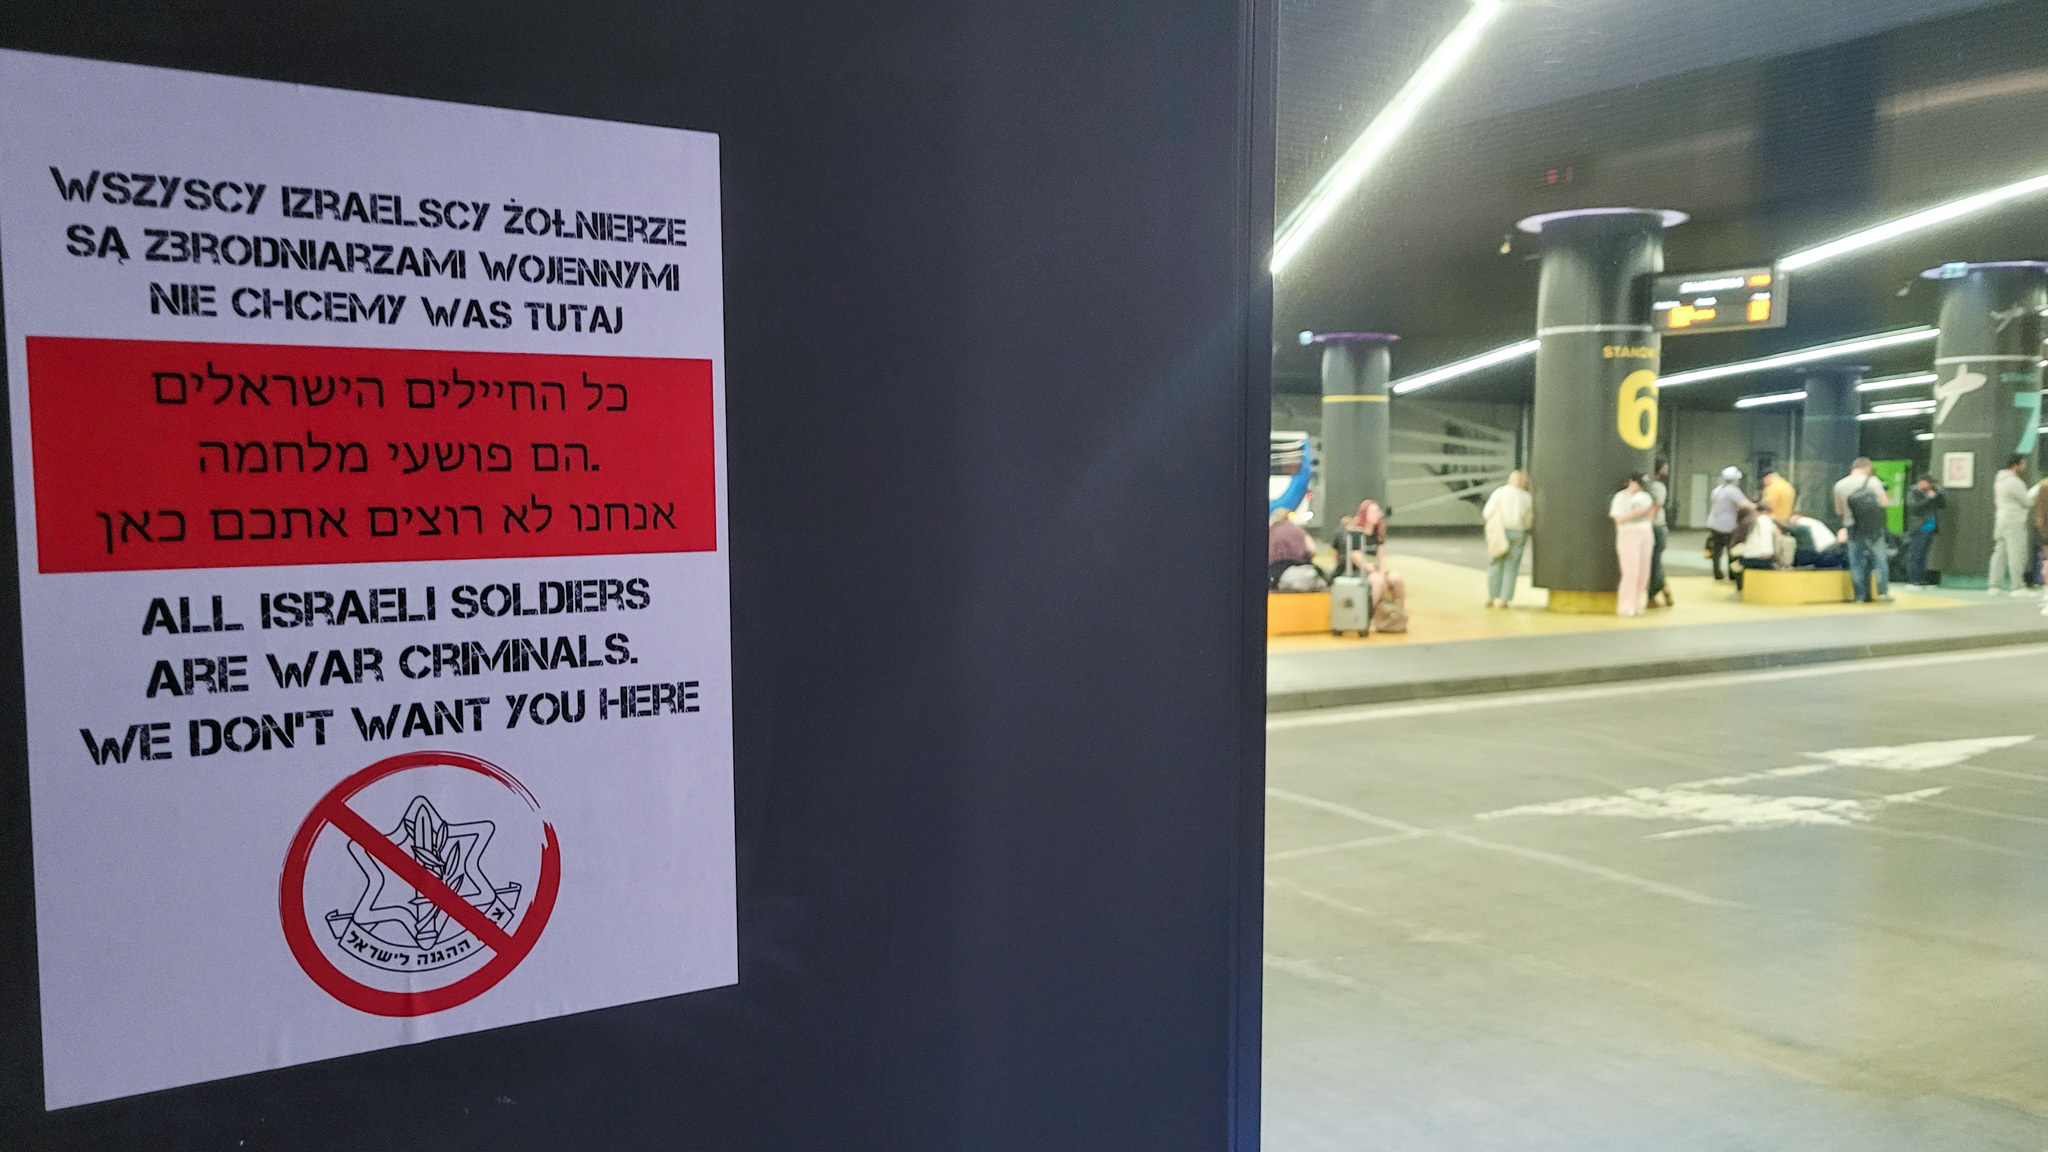 WSZYSCY IZRAELSCY ŻOŁNIERZE
SĄ ZBRODNIARZAMI WOJENNYMI
NIE CHCEMY WAS TUTAJ
כל החיילים הישראלים
הם פושעי מלחמה.
אנחנו לא רוצים אתכם כאן
ALL ISRAELI SOLDIERS
ARE WAR CRIMINALS.
WE DON'T WANT YOU HERE
ההגנה לישראל
6
7